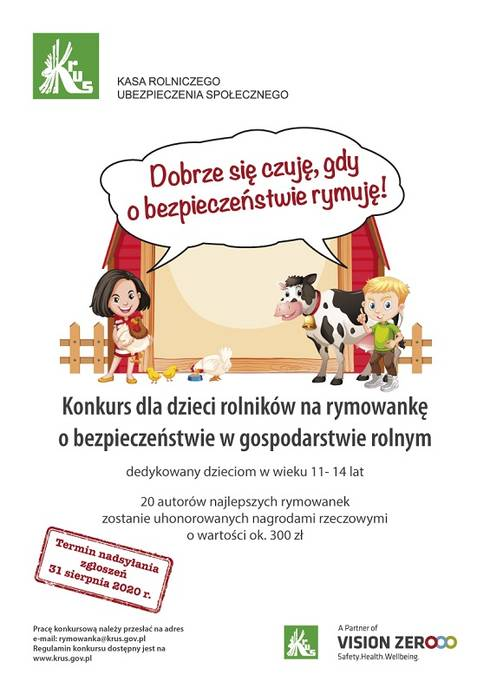 Krus
KASA ROLNICZEGO
UBEZPIECZENIA SPOŁECZNEGO
Dobrze się czuję, gdy
o bezpieczeństwie rymuję!
Konkurs dla dzieci rolników na rymowankę
o bezpieczeństwie w gospodarstwie rolnym
dedykowany dzieciom w wieku 11- 14 lat
20 autorów najlepszych rymowanek
zostanie uhonorowanych nagrodami rzeczowymi
o wartości ok. 300 zł
Termin nadsyłania
zgłoszeń
31 sierpnia 2020 r.
Pracę konkursową należy przesłać na adres
e-mail: rymowanka@krus.gov.pl
Regulamin konkursu dostępny jest na
www.krus.gov.pl
Krus
A Partner of
VISION ZERO
Safety.Health.Wellbeing.